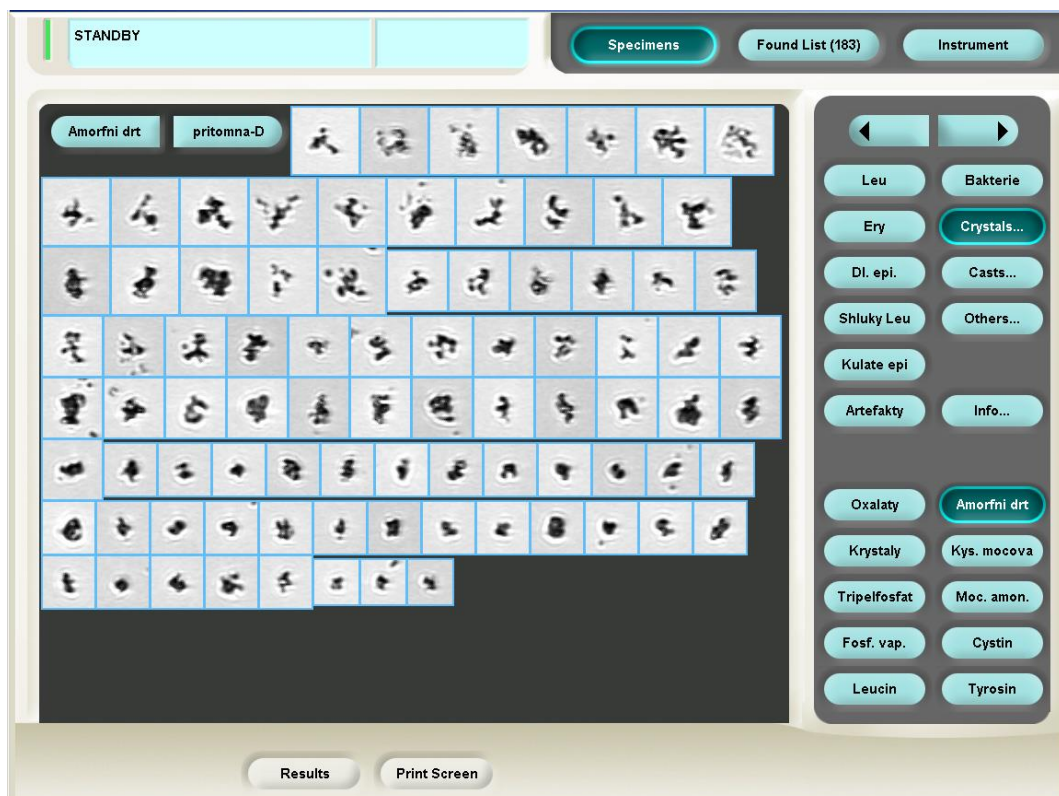 STANDBY
Specimens
Found List (183)
Instrument
Amorfni drt
pritomna-D
Leu
Bakterie
Ery
Crystals...
Dl. epi.
Casts...
Shluky Leu
Others...
Kulate epi
Artefakty
Info...
Oxalaty
Amorfni drt
Krystaly
Kys. mocova
Tripelfosfat
Moc. amon.
Fosf. vap.
Cystin
Leucin
Tyrosin
Results
Print Screen